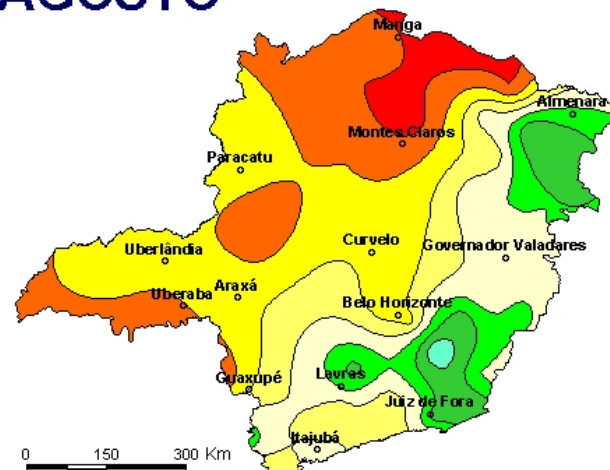 AGOSTO
Manga
Almenara
Montes Claros
Paracatu
Curvelo
Governador Valadares
Uberlândia
Araxá
Uberaba
Belo Horizonte
Guaxupé
Lavras
Juiz de Fora
Itajubá
0 150 300 Km